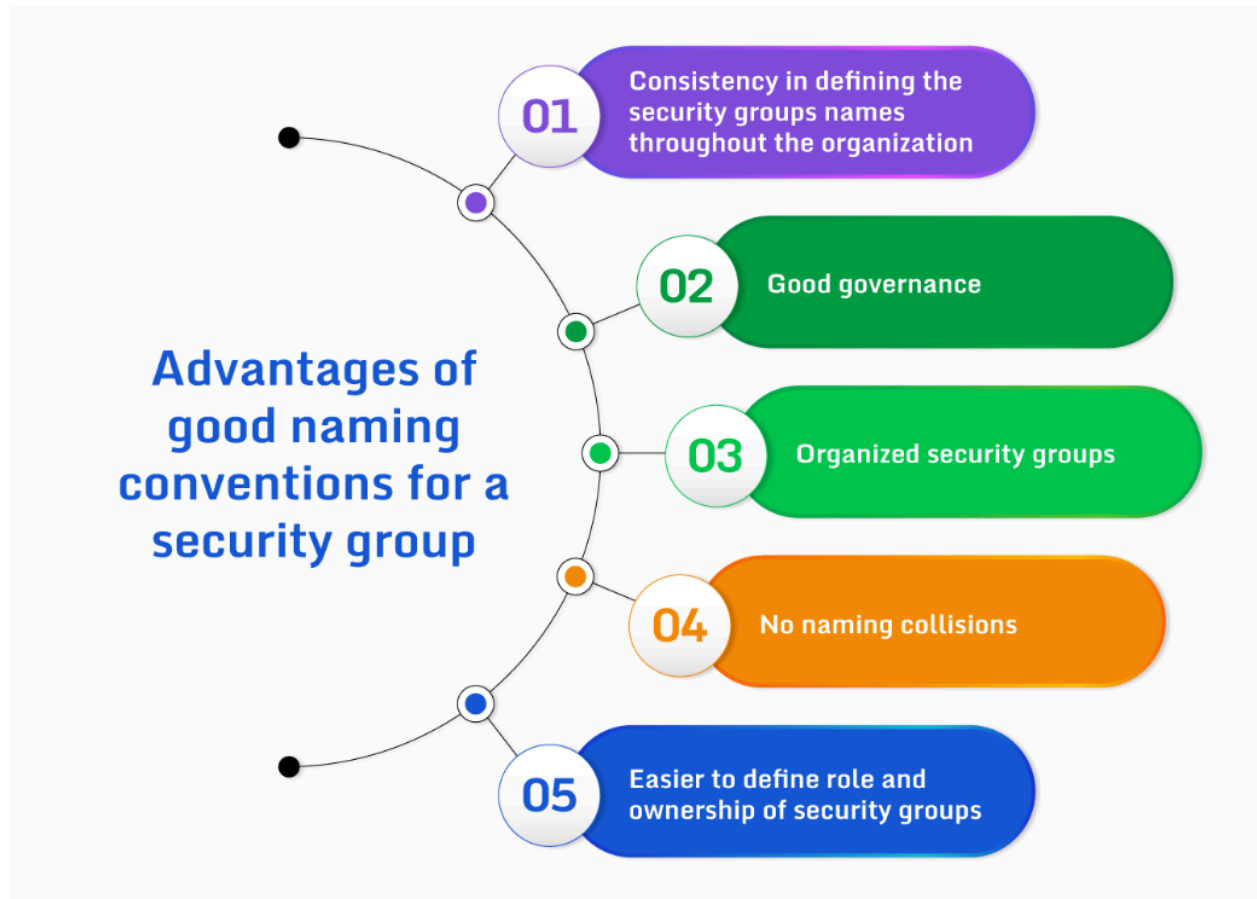 Advantages of
good naming
conventions for a
security group
01
Consistency in defining the
security groups names
throughout the organization
02
Good governance
03
Organized security groups
04
No naming collisions
05
Easier to define role and
ownership of security groups